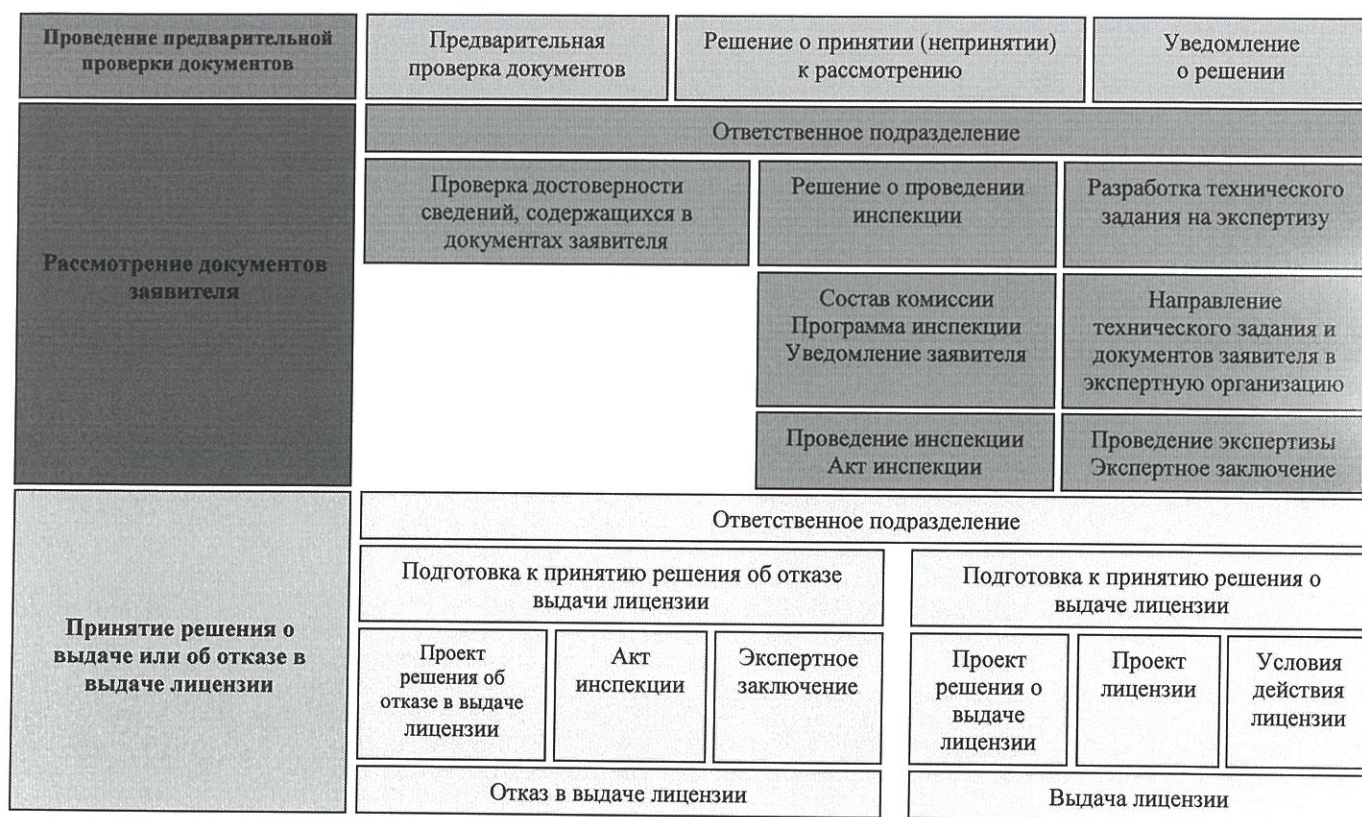 Проведение предварительной
проверки документов
Предварительная
проверка документов
Решение о принятии (непринятии)
к рассмотрению
Уведомление
о решении
Рассмотрение документов
заявителя
Ответственное подразделение
Проверка достоверности
сведений, содержащихся в
документах заявителя
Решение о проведении
инспекции
Разработка технического
задания на экспертизу
Состав комиссии
Программа инспекции
Уведомление заявителя
Направление
технического задания и
документов заявителя в
экспертную организацию
Проведение инспекции
Акт инспекции
Проведение экспертизы
Экспертное заключение
Принятие решения о
выдаче или об отказе в
выдаче лицензии
Ответственное подразделение
Подготовка к принятию решения об отказе
выдачи лицензии
Подготовка к принятию решения о
выдаче лицензии
Проект
решения об
отказе в выдаче
лицензии
Акт
инспекции
Экспертное
заключение
Проект
решения о
выдаче
лицензии
Проект
лицензии
Условия
действия
лицензии
Отказ в выдаче лицензии
Выдача лицензии